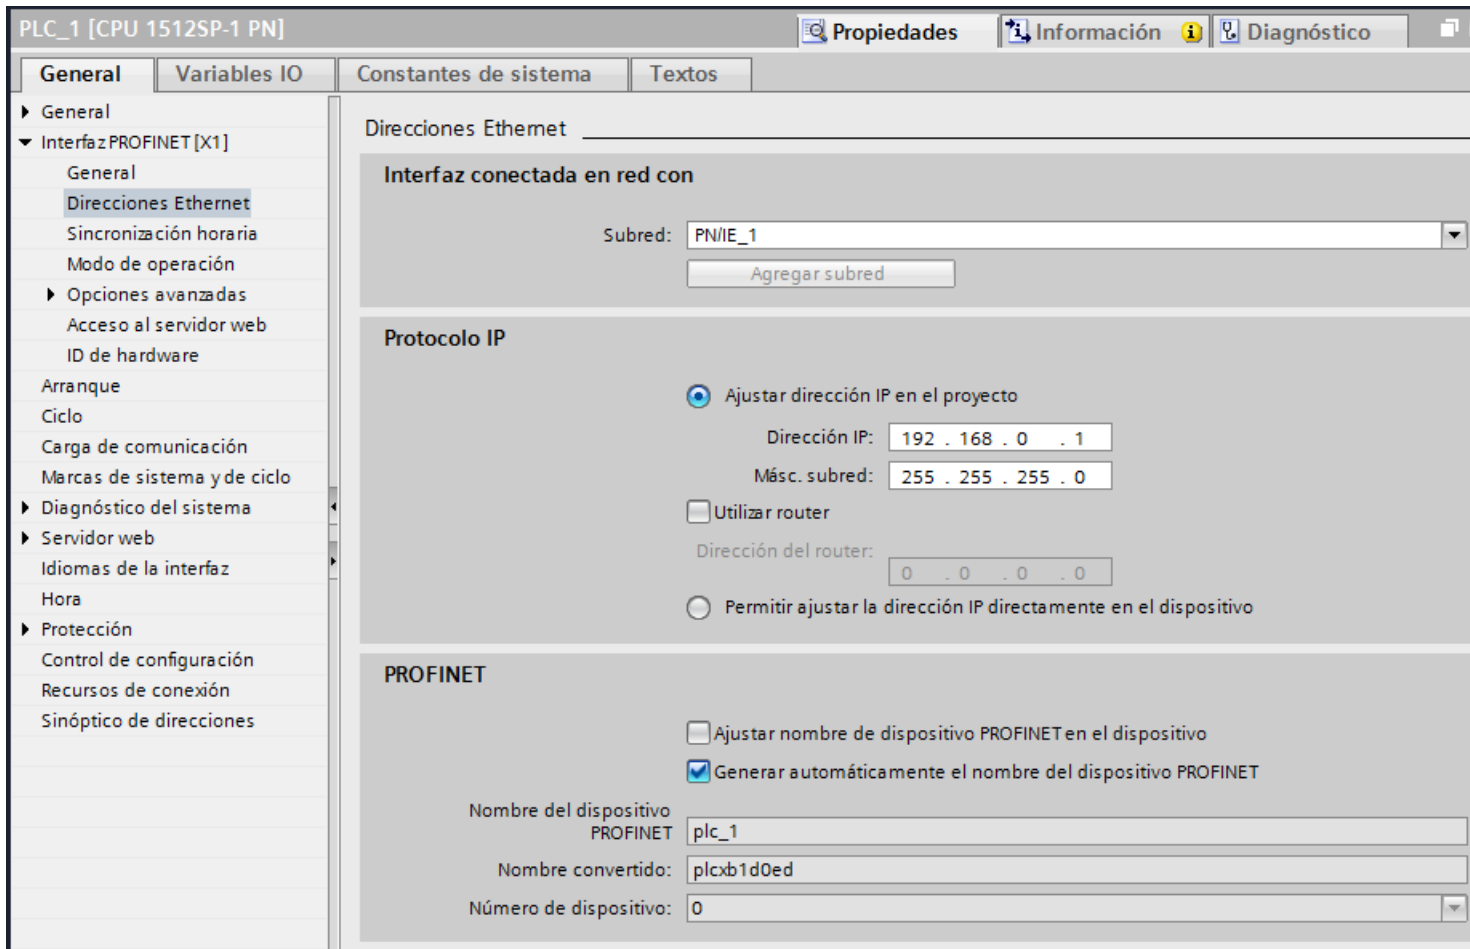 PLC_1 [CPU 1512SP-1 PN]
Propiedades
Información
Diagnóstico
General
Variables IO
Constantes de sistema
Textos
General
Interfaz PROFINET [X1]
General
Direcciones Ethernet
Sincronización horaria
Modo de operación
Opciones avanzadas
Acceso al servidor web
ID de hardware
Arranque
Ciclo
Carga de comunicación
Marcas de sistema y de ciclo
Diagnóstico del sistema
Servidor web
Idiomas de la interfaz
Hora
Protección
Control de configuración
Recursos de conexión
Sinóptico de direcciones
Direcciones Ethernet
Interfaz conectada en red con
Subred: PN/IE_1
Agregar subred
Protocolo IP
Ajustar dirección IP en el proyecto
Dirección IP: 192 . 168 . 0 . 1
Másc. subred: 255 . 255 . 255 . 0
Utilizar router
Dirección del router:
0 . 0 . 0 . 0
Permitir ajustar la dirección IP directamente en el dispositivo
PROFINET
Ajustar nombre de dispositivo PROFINET en el dispositivo
Generar automáticamente el nombre del dispositivo PROFINET
Nombre del dispositivo
PROFINET plc_1
Nombre convertido: plcxb1d0ed
Número de dispositivo: 0